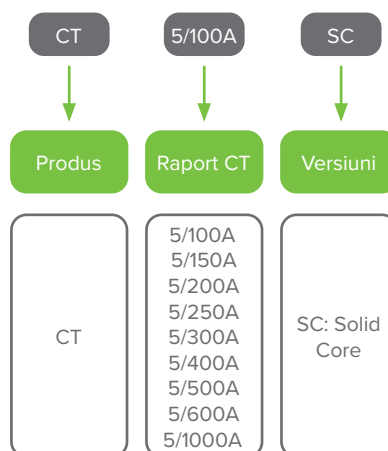 CT
5/100A
SC
Produs
Raport CT
Versiuni
CT
5/100A
5/150A
5/200A
5/250A
5/300A
5/400A
5/500A
5/600A
5/1000A
SC: Solid
Core